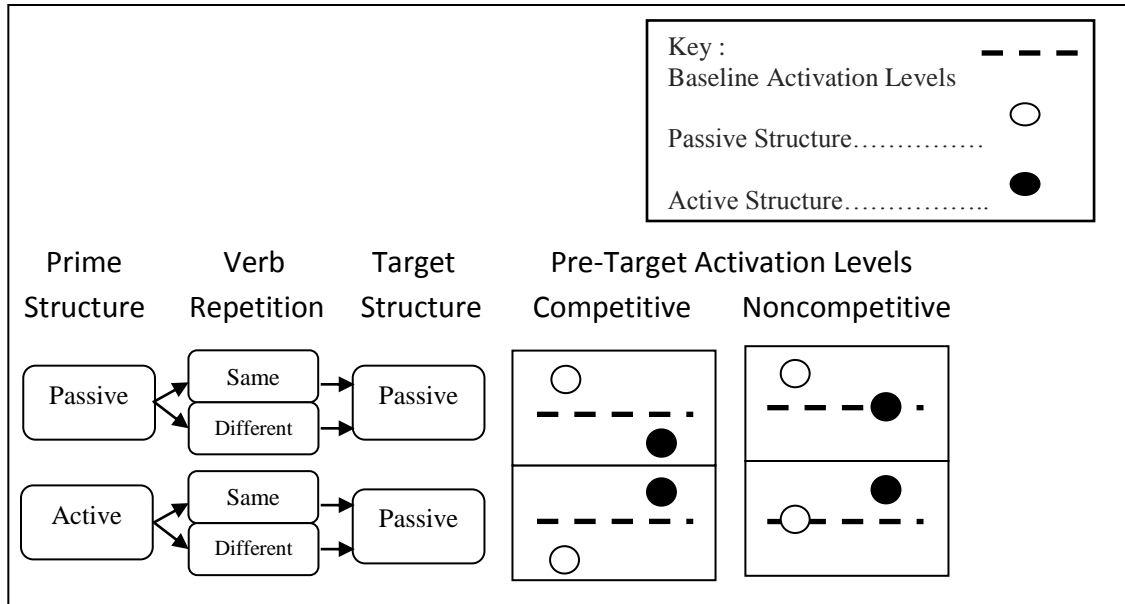 Key :
Baseline Activation Levels
Passive Structure……………
Active Structure……………..
Prime Verb Target Pre-Target Activation Levels
Structure Repetition Structure Competitive Noncompetitive
Passive
Same
Different
Passive
Active
Same
Different
Passive